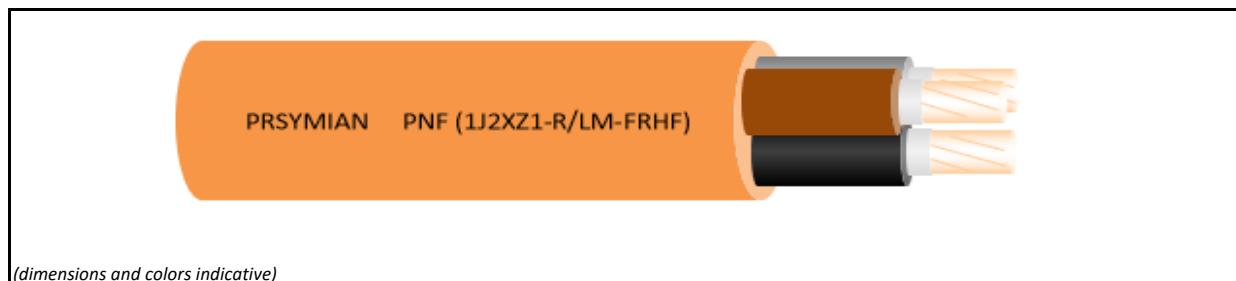 PRSYMIAN PNF (1J2XZ1-R/LM-FRHF)
(dimensions and colors indicative)